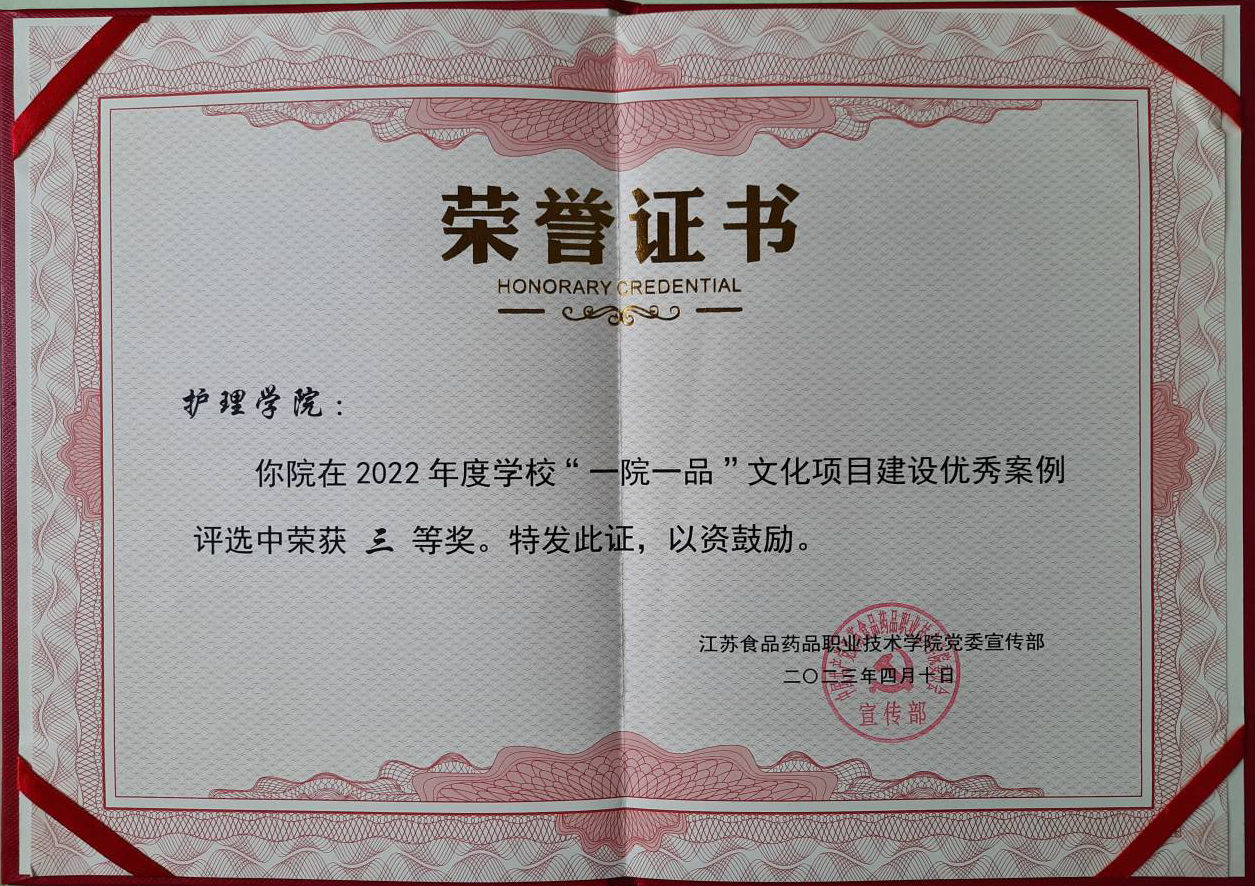 荣誉证书
HONORARY CREDENTIAL
护理学院：
你院在 2022 年度学校“一院一品”文化项目建设优秀案例
评选中荣获 三 等奖。特发此证，以资鼓励。
江苏食品药品职业技术学院党委宣传部
二〇二三年四月十日
宣传部